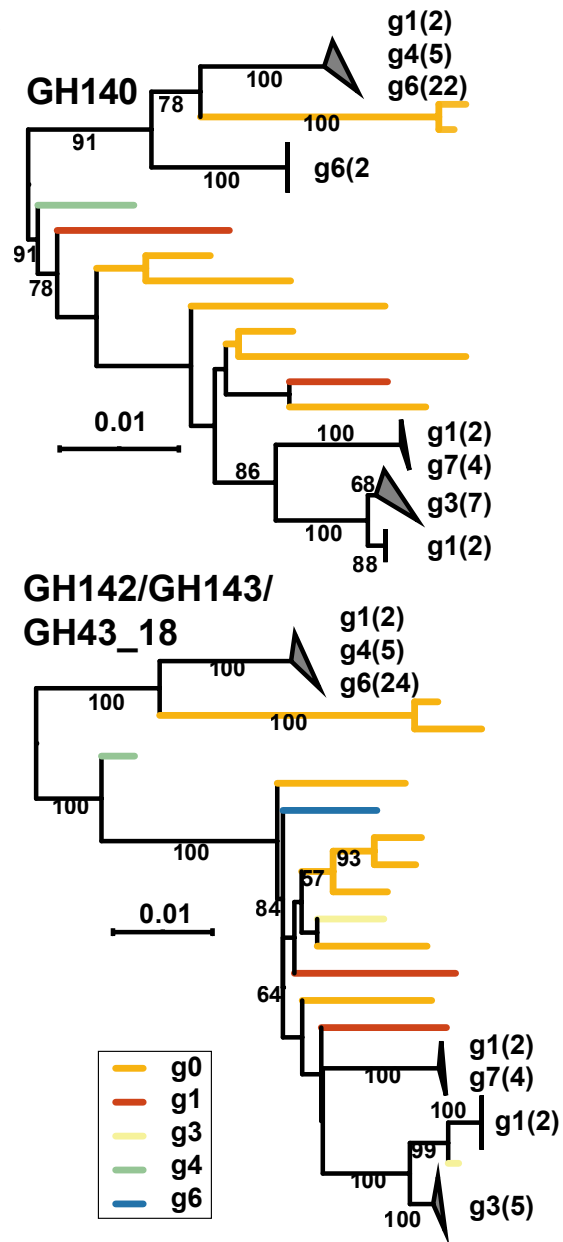 g1(2)
g4(5)
g6(22)
GH140
100
78
100
91
100
g6(2
91
78
0.01
100
g1(2)
g7(4)
86
68
g3(7)
100
g1(2)
88
GH142/GH143/
GH43_18
g1(2)
g4(5)
g6(24)
100
100
100
100
100
93
57
84
0.01
64
g1(2)
g7(4)
100
100
g1(2)
99
100
g3(5)
100
g0
g1
g3
g4
g6